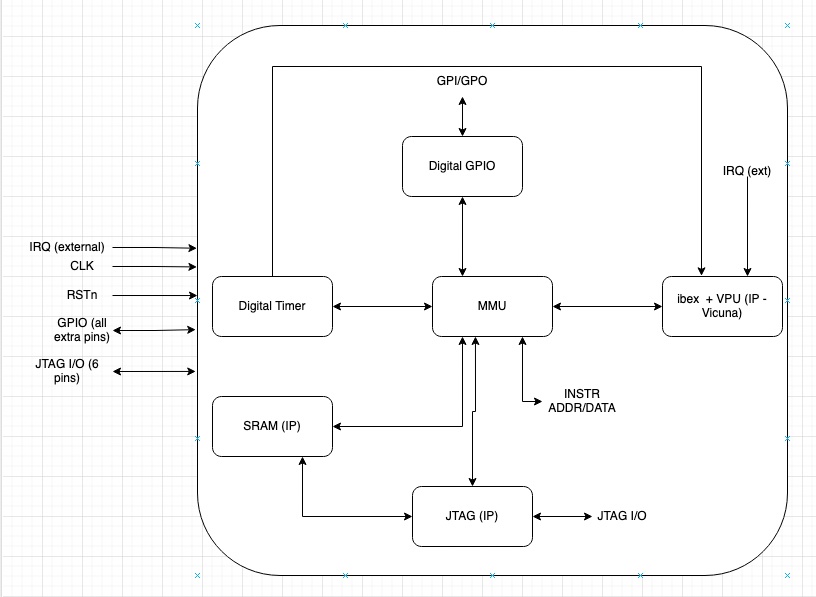 GPI/GPO
Digital GPIO
IRQ (ext)
IRQ (external)
CLK
RSTn
GPIO (all
extra pins)
JTAG I/O (6
pins)
Digital Timer
MMU
ibex + VPU (IP -
Vicuna)
INSTR
ADDR/DATA
SRAM (IP)
JTAG (IP)
JTAG I/O